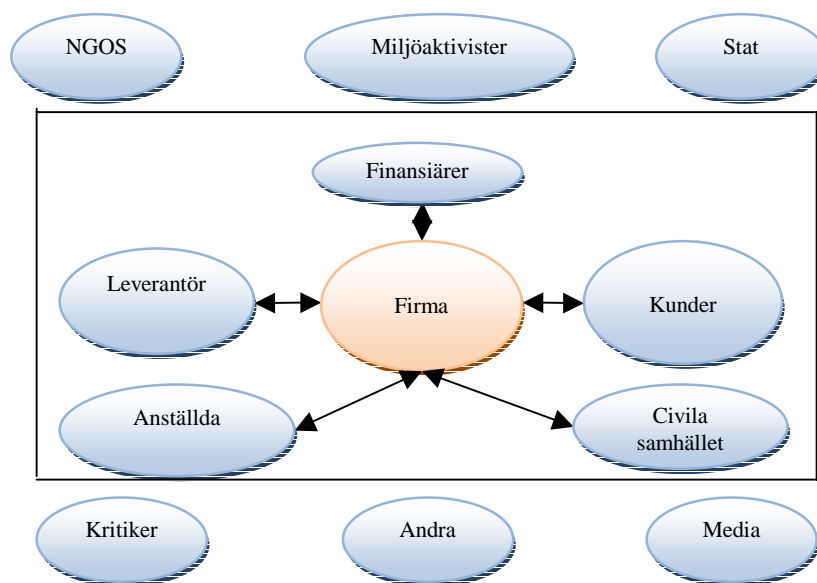 NGOS
Miljöaktivister
Stat
Finansiärer
Leverantör
Firma
Kunder
Anställda
Civila
samhället
Kritiker
Andra
Media